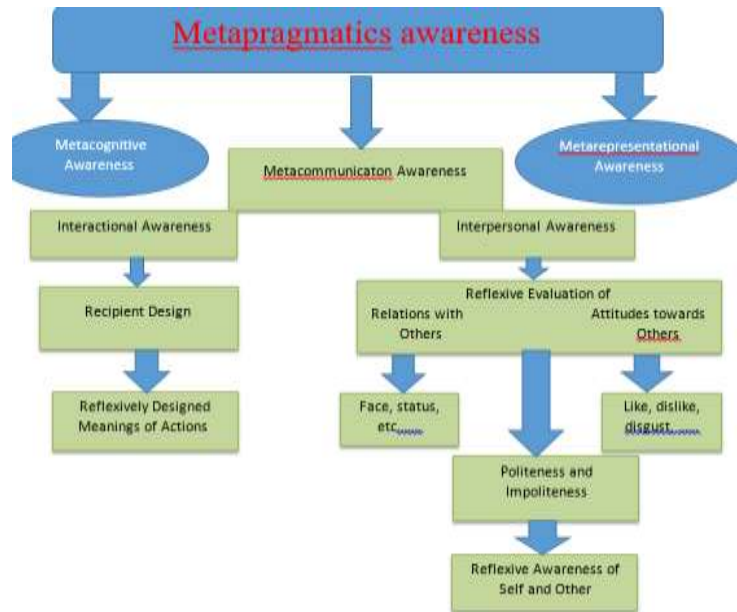 Metapragmatics awareness
Metacognitive
Awareness
Metacommunicaton Awareness
Metarepresentational
Awareness
Interactional Awareness
Interpersonal Awareness
Recipient Design
Reflexive Evaluation of
Relations with
Others
Attitudes towards
Others
Reflexively Designed
Meanings of Actions
Face, status,
etc......
Like, dislike,
disgust.......
Politeness and
Impoliteness
Reflexive Awareness of
Self and Other